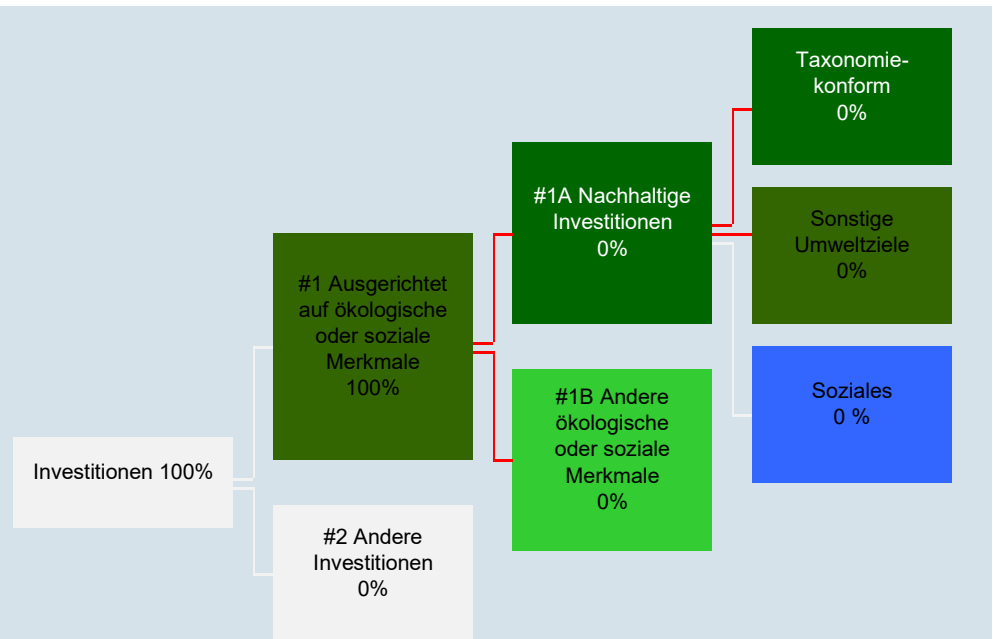 Investitionen 100%
#1 Ausgerichtet
auf ökologische
oder soziale
Merkmale
100%
#2 Andere
Investitionen
0%
#1A Nachhaltige
Investitionen
0%
#1B Andere
ökologische
oder soziale
Merkmale
0%
Taxonomie-
konform
0%
Sonstige
Umweltziele
0%
Soziales
0 %